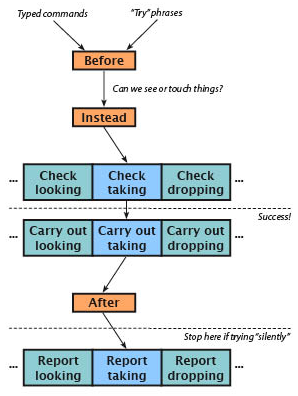 Typed commands
“Try” phrases
Before
Can we see or touch things?
Instead
... Check looking Check taking Check dropping ...
Success!
... Carry out looking Carry out taking Carry out dropping ...
After
Stop here if trying “silently”
... Report looking Report taking Report dropping ...